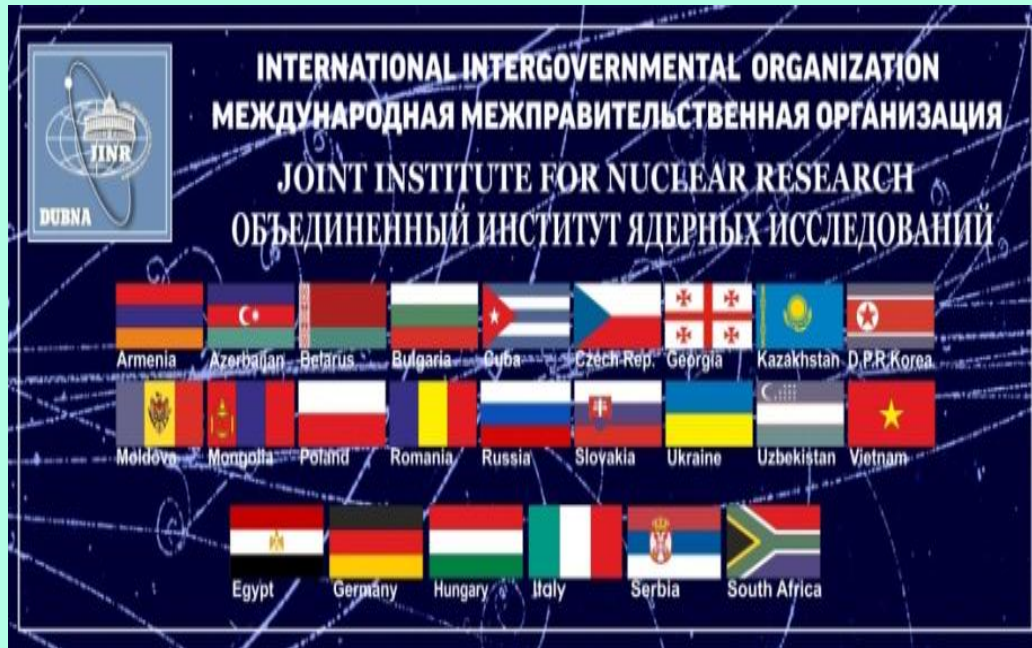 JINR
DUBNA
INTERNATIONAL INTERGOVERNMENTAL ORGANIZATION
МЕЖДУНАРОДНАЯ МЕЖПРАВИТЕЛЬСТВЕННАЯ ОРГАНИЗАЦИЯ
JOINT INSTITUTE FOR NUCLEAR RESEARCH
ОБЪЕДИНЕННЫЙ ИНСТИТУТ ЯДЕРНЫХ ИССЛЕДОВАНИЙ
Armenia Azerbaijan Belarus Bulgaria Cuba Czech Rep. Georgia Kazakhstan D.P.R.Korea
Moldova Mongolia Poland Romania Russia Slovakia Ukraine Uzbekistan Vietnam
Egypt Germany Hungary Italy Serbia South Africa